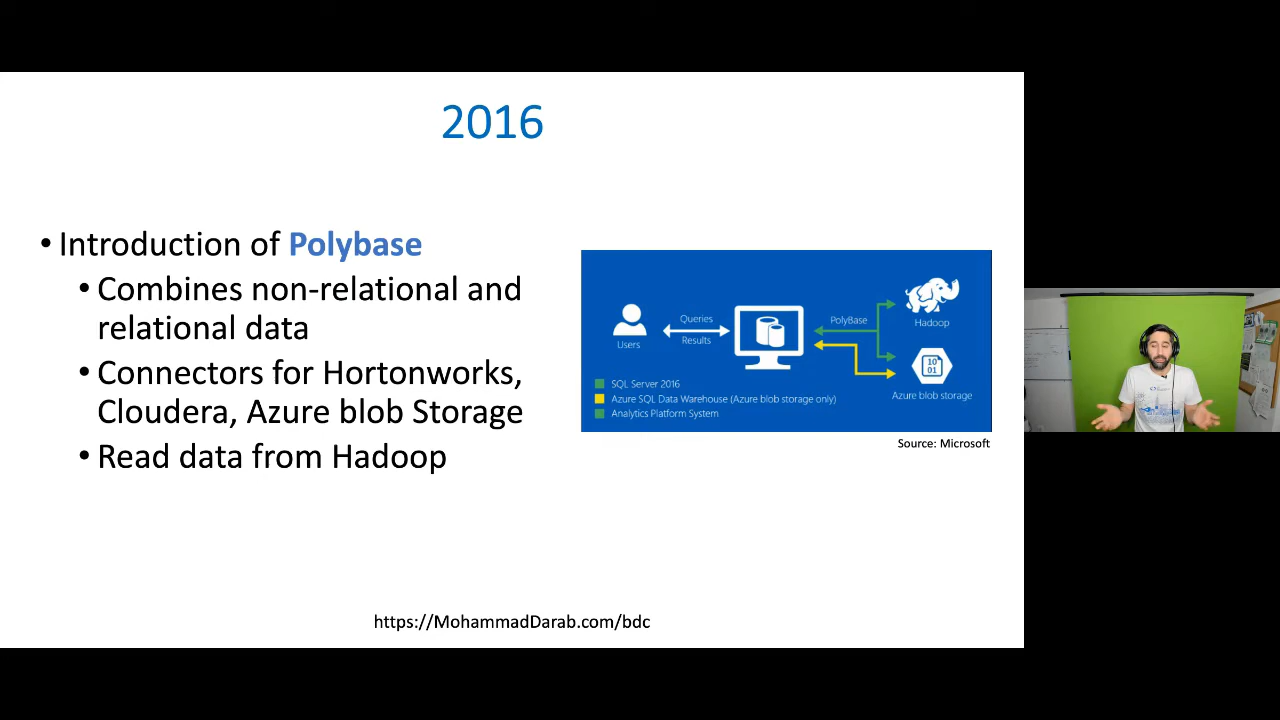 2016
• Introduction of Polybase
• Combines non-relational and
relational data
• Connectors for Hortonworks,
Cloudera, Azure blob Storage
• Read data from Hadoop
Users
Queries
Results
PolyBase
Hadoop
10
01
Azure blob storage
SQL Server 2016
Azure SQL Data Warehouse (Azure blob storage only)
Analytics Platform System
Source: Microsoft
https://MohammadDarab.com/bdc